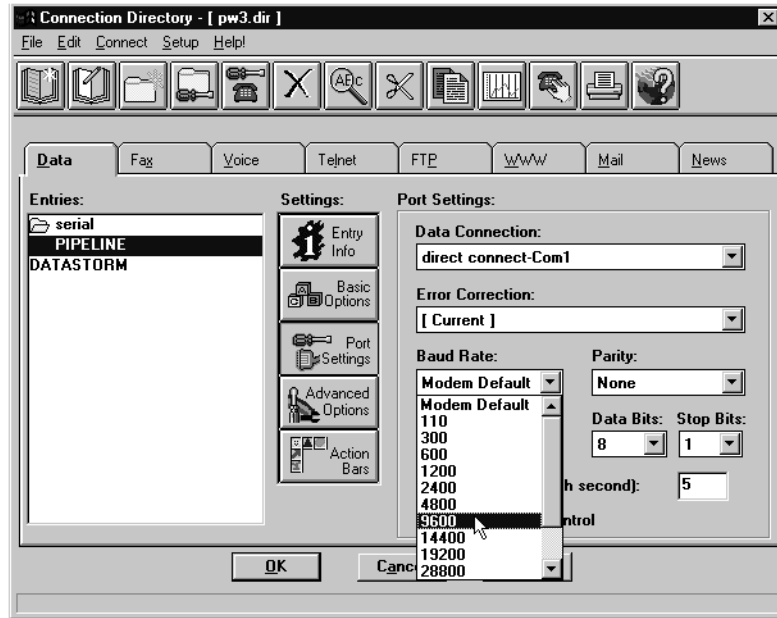 Connection Directory - [ pw3.dir ]
File Edit Connect Setup Help!
ABC
Data Fax Voice Telnet FTP WWW Mail News
Entries:
serial
PIPELINE
DATASTORM
Settings:
Entry
Info
Basic
Options
Port
Settings
Advanced
Options
Action
Bars
Port Settings:
Data Connection:
direct connect-Com1
Error Correction:
[ Current ]
Baud Rate: Parity:
Modem Default None
Modem Default
110
300
600
1200
2400
4800
9600
14400
19200
28800
Data Bits: Stop Bits:
8 1
h second): 5
ntrol
OK Cance